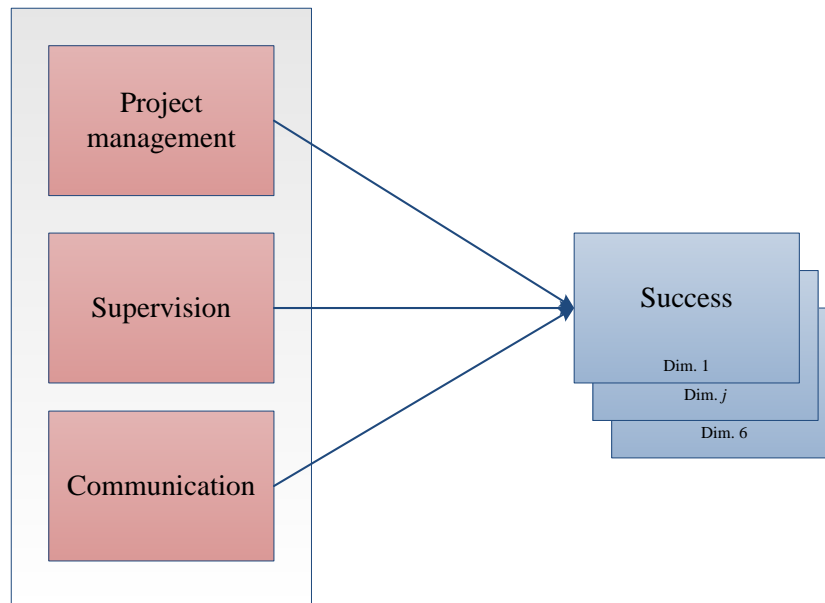 Project
management
Supervision
Communication
Success
Dim. 1
Dim. j
Dim. 6